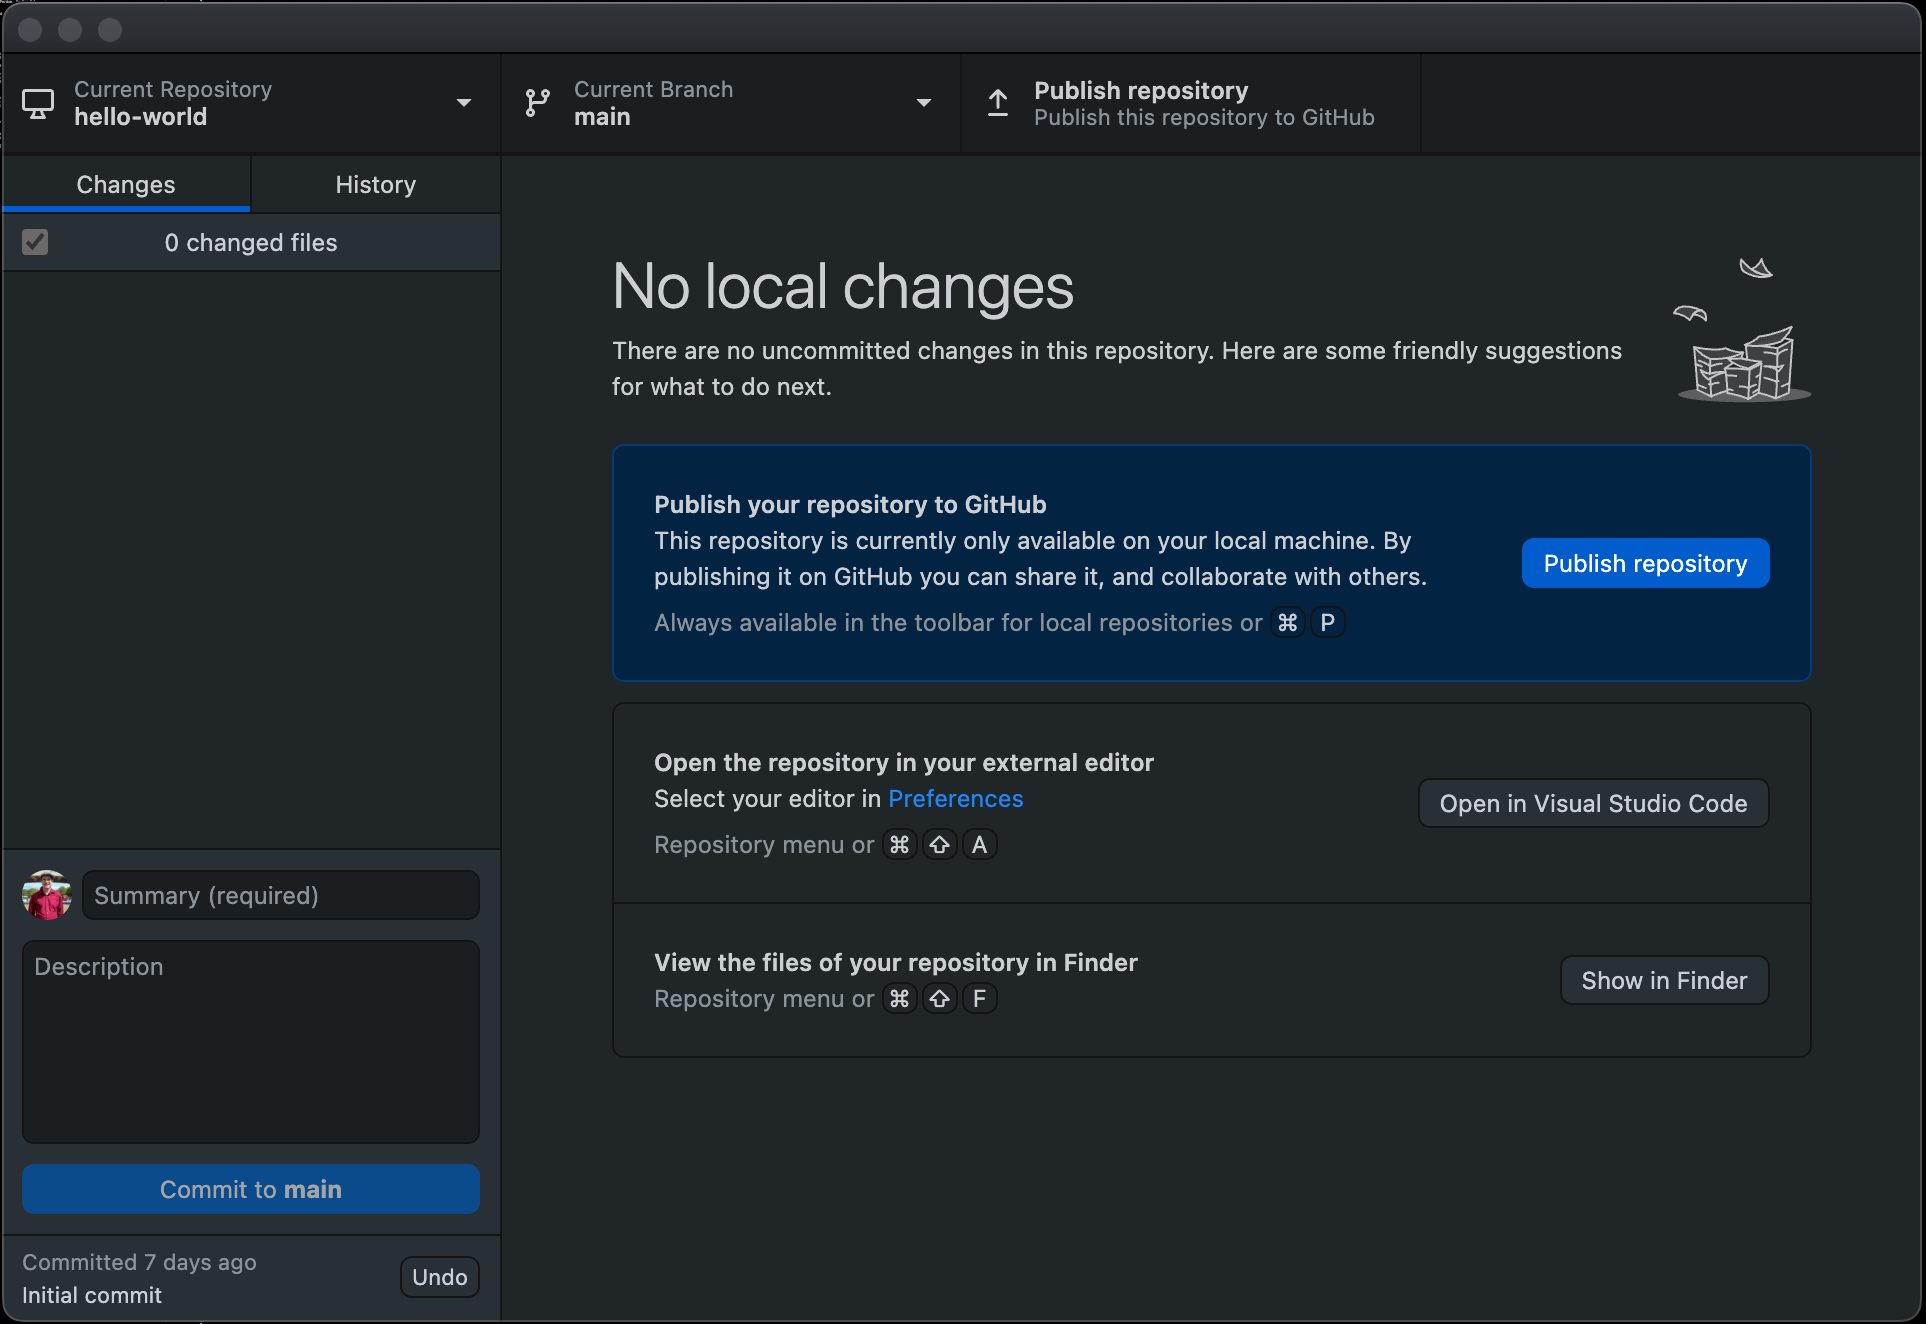 Current Repository
hello-world
Current Branch
main
Publish repository
Publish this repository to GitHub
Changes
History
0 changed files
No local changes
There are no uncommitted changes in this repository. Here are some friendly suggestions
for what to do next.
Publish your repository to GitHub
This repository is currently only available on your local machine. By
publishing it on GitHub you can share it, and collaborate with others.
Always available in the toolbar for local repositories or ⌘ P
Publish repository
Open the repository in your external editor
Select your editor in Preferences
Repository menu or ⌘ ⇧ A
Open in Visual Studio Code
View the files of your repository in Finder
Repository menu or ⌘ ⇧ F
Show in Finder
Summary (required)
Description
Commit to main
Committed 7 days ago
Initial commit
Undo